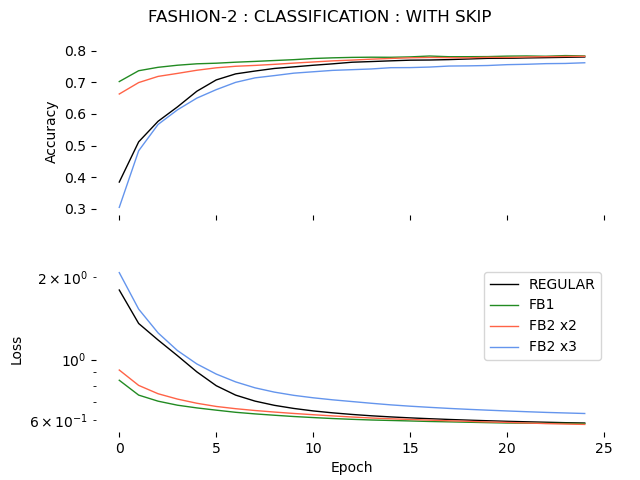 FASHION-2 : CLASSIFICATION : WITH SKIP
0.8
0.7
0.6
0.5
0.4
0.3
Accuracy
2 × 10⁰
10⁰
6 × 10⁻¹
Loss
REGULAR
FB1
FB2 x2
FB2 x3
0 5 10 15 20 25
Epoch